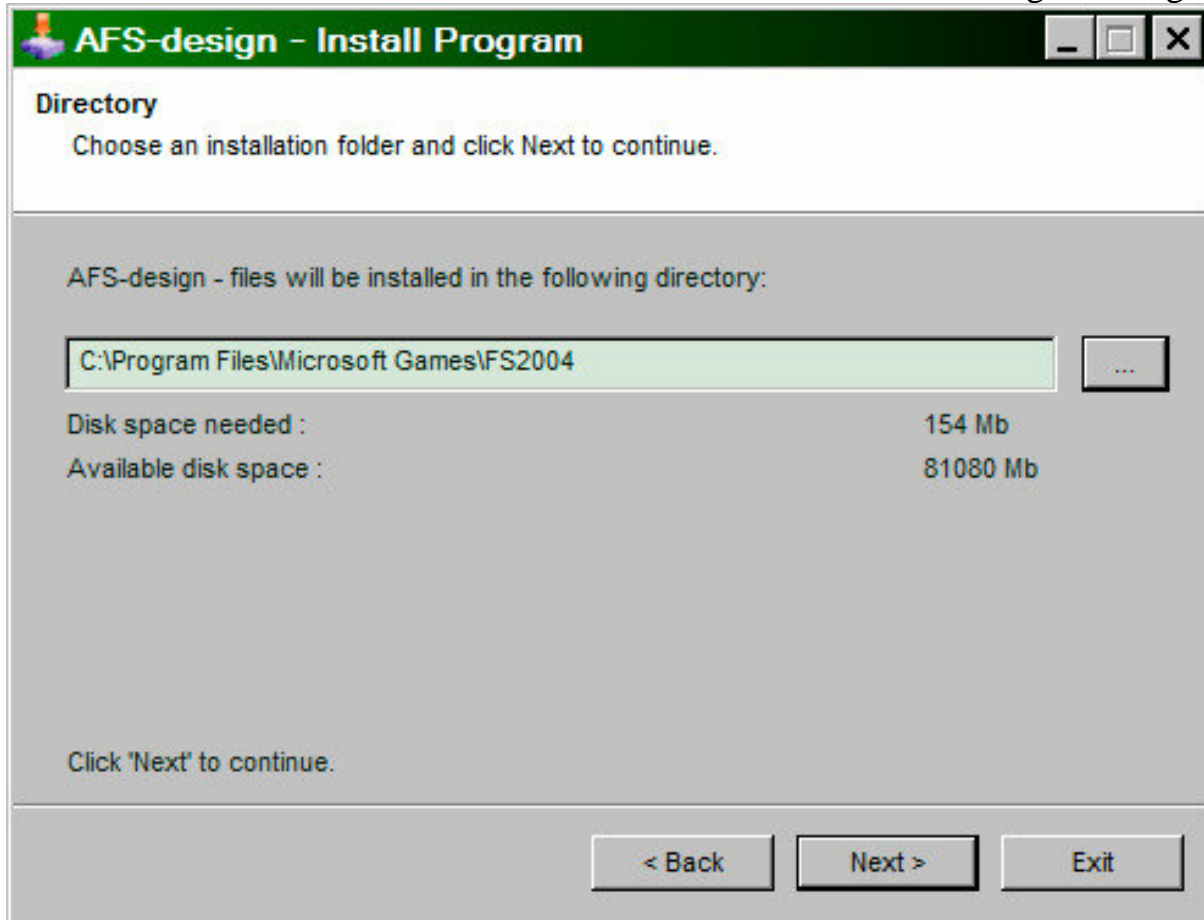 AFS-design - Install Program
Directory
Choose an installation folder and click Next to continue.
AFS-design - files will be installed in the following directory:
C:\Program Files\Microsoft Games\FS2004
...
Disk space needed : 154 Mb
Available disk space : 81080 Mb
Click 'Next' to continue.
< Back Next > Exit